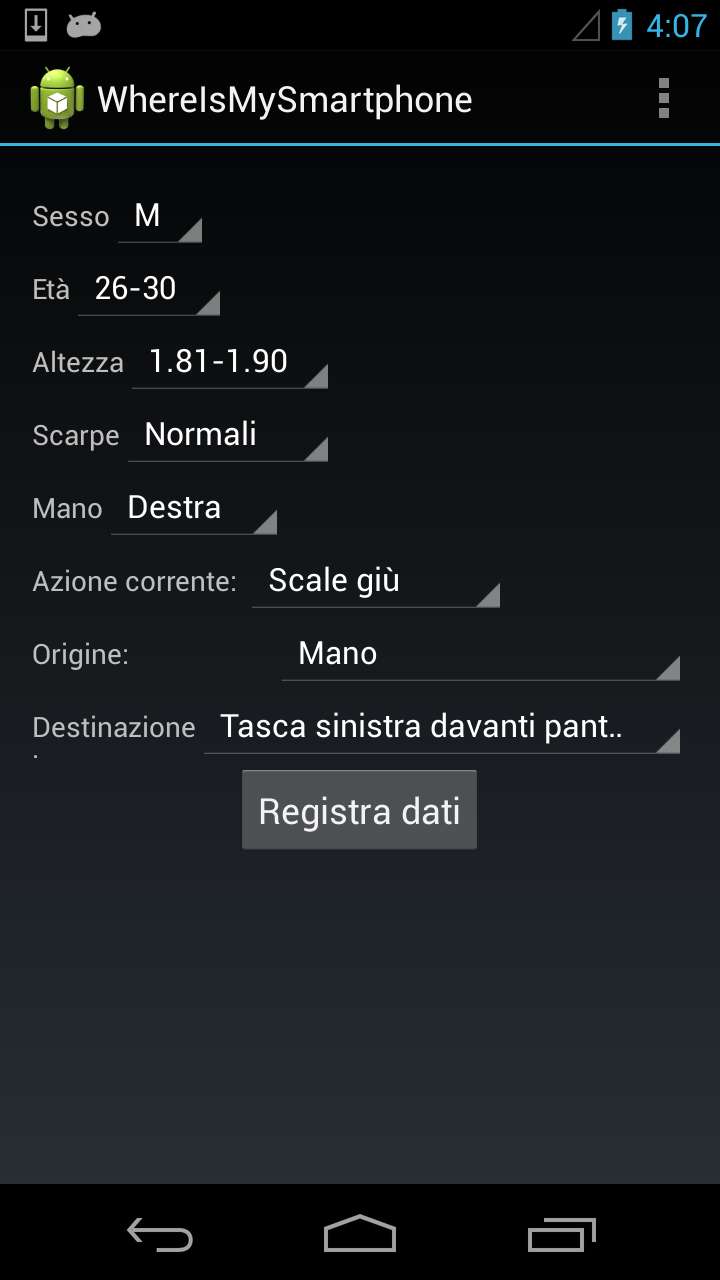 4:07
WhereIsMySmartphone
Sesso M
Età 26-30
Altezza 1.81-1.90
Scarpe Normali
Mano Destra
Azione corrente: Scale giù
Origine: Mano
Destinazione Tasca sinistra davanti pant..
:
Registra dati